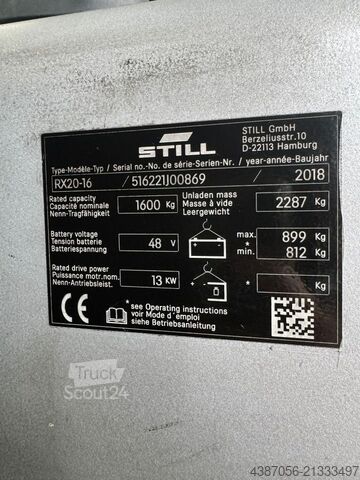 STILL
STILL GmbH
Berzeliusstr.10
D-22113 Hamburg
Type-Modèle-Typ / Serial no.-No. de série-Serien-Nr. / year-année-Baujahr
RX20-16 / 516221J00869 / 2018
Rated capacity
Capacité nominale
Nenn-Tragfähigkeit
1600 Kg
Unladen mass
Masse à vide
Leergewicht
2287 Kg
Battery voltage
Tension batterie
Batteriespannung
48 V
max. 899 Kg
*
min. 812 Kg
Rated drive power
Puissance motr.nom.
Nenn-Antriebsleist.
13 KW
Kg
CE
* see Operating instructions
voir Mode d'emploi
siehe Betriebsanleitung
Truck
Scout24
4387056-21333497